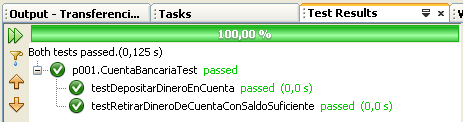 Output - Transferenci...
Tasks
Test Results
100,00 %
Both tests passed.(0,125 s)
p001.CuentaBancariaTest passed
testDepositarDineroEnCuenta passed (0,0 s)
testRetirarDineroDeCuentaConSaldoSuficiente passed (0,0 s)